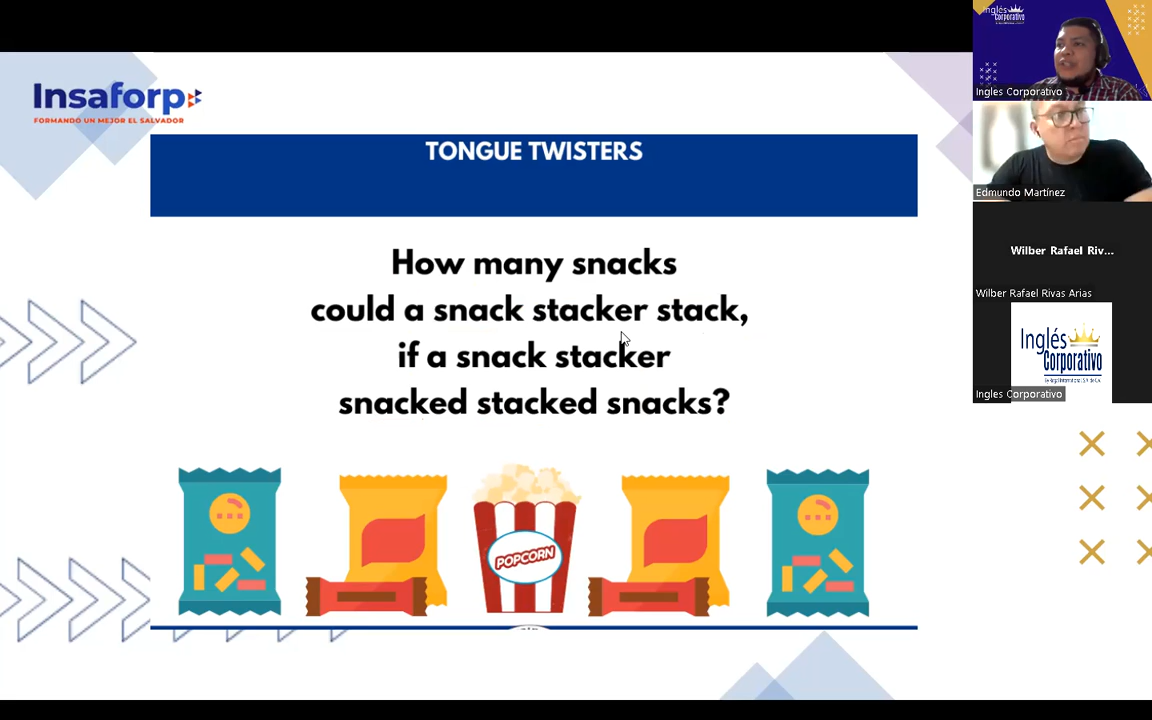 Insaforp
FORMANDO UN MEJOR EL SALVADOR
TONGUE TWISTERS
How many snacks
could a snack stacker stack,
if a snack stacker
snacked stacked snacks?
POPCORN
Inglés
Corporativo
Ingles Corporativo
Edmundo Martínez
Wilber Rafael Riv...
Wilber Rafael Rivas Arias
Inglés
Corporativo
Ingles Corporativo